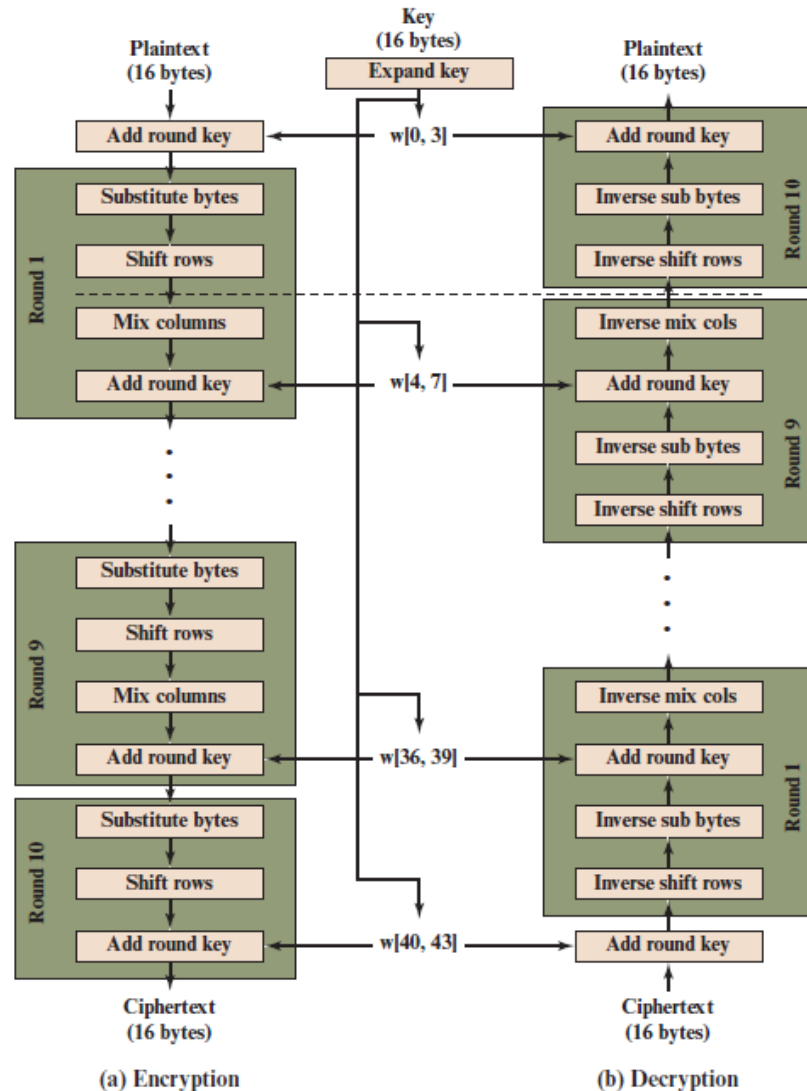 Key
(16 bytes)
Plaintext
(16 bytes)
Expand key
Plaintext
(16 bytes)
Add round key
w[0, 3]
Add round key
Round 1
Substitute bytes
Shift rows
Mix columns
Add round key
Inverse sub bytes
Inverse shift rows
Round 10
w[4, 7]
Inverse mix cols
Add round key
Inverse sub bytes
Inverse shift rows
Round 9
Round 9
Substitute bytes
Shift rows
Mix columns
Add round key
w[36, 39]
Inverse mix cols
Add round key
Inverse sub bytes
Inverse shift rows
Round 1
Round 10
Substitute bytes
Shift rows
Add round key
w[40, 43]
Add round key
Ciphertext
(16 bytes)
Ciphertext
(16 bytes)
(a) Encryption
(b) Decryption